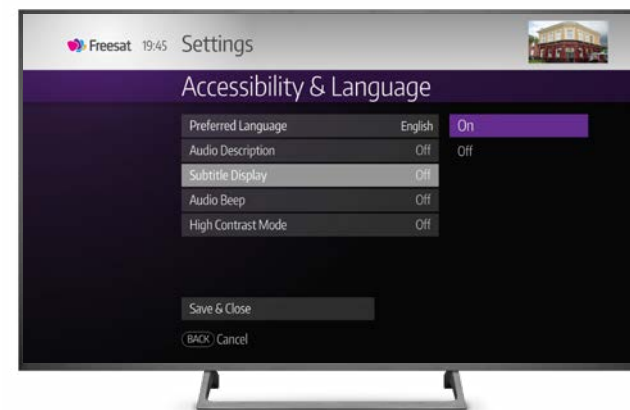 Freesat 19:45 Settings
Accessibility & Language
Preferred Language English On
Audio Description Off Off
Subtitle Display Off
Audio Beep Off
High Contrast Mode Off
Save & Close
BACK Cancel